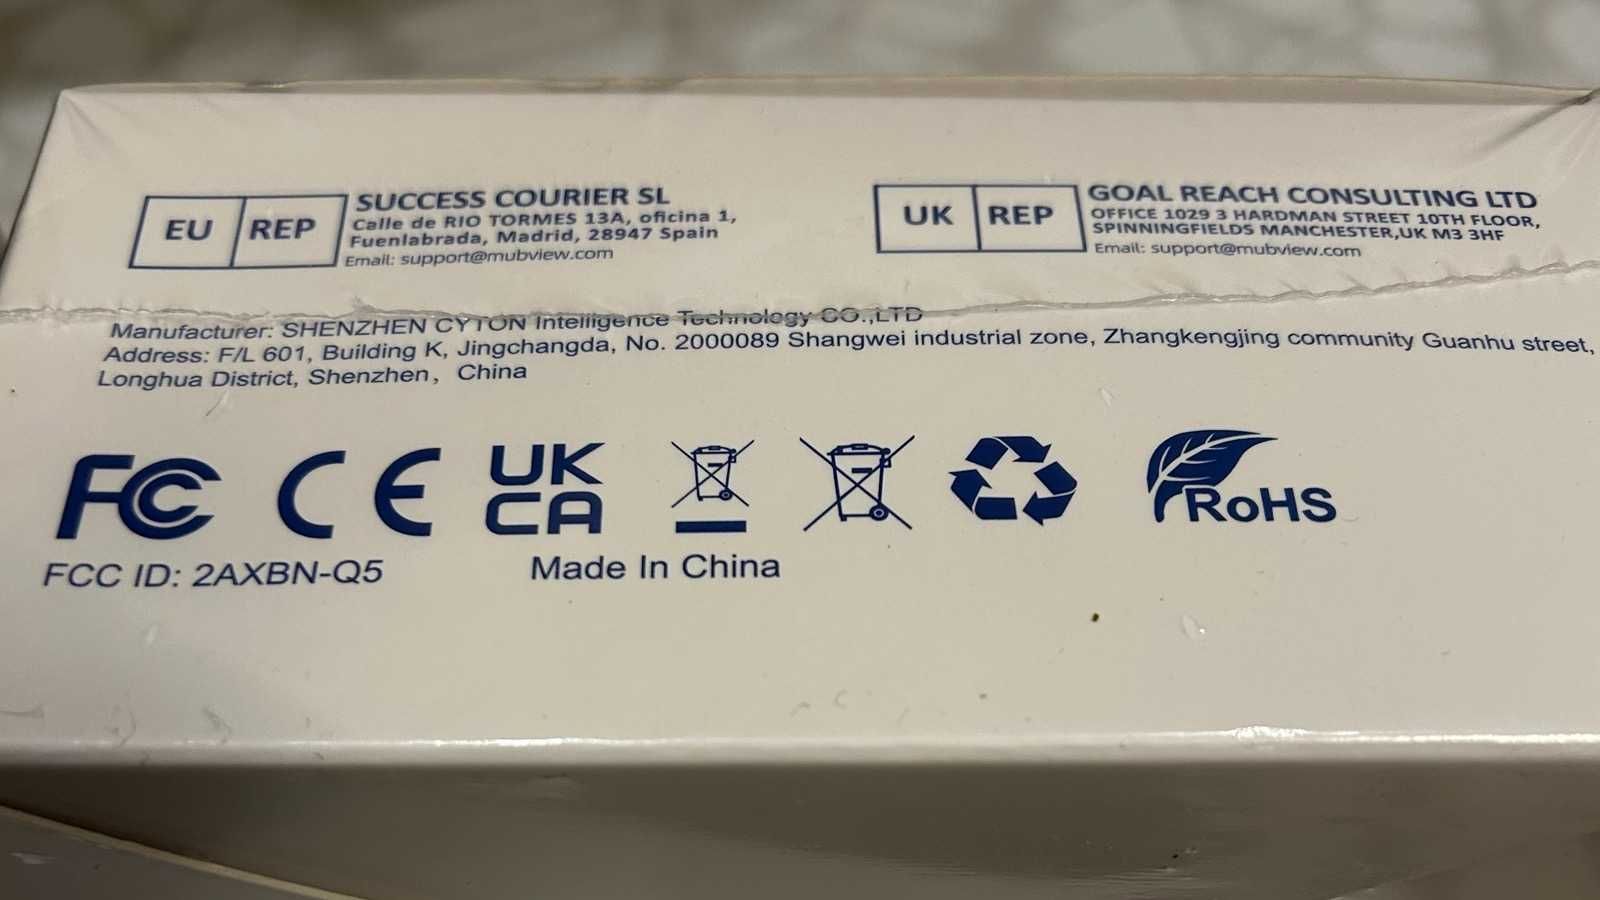 EU REP
SUCCESS COURIER SL
Calle de RIO TORMES 13A, oficina 1,
Fuenlabrada, Madrid, 28947 Spain
Email: support@mubview.com
UK REP
GOAL REACH CONSULTING LTD
OFFICE 1029 3 HARDMAN STREET 10TH FLOOR,
SPINNINGFIELDS MANCHESTER,UK M3 3HF
Email: support@mubview.com
Manufacturer: SHENZHEN CYTON Intelligence Technology CO.,LTD
Address: F/L 601, Building K, Jingchangda, No. 2000089 Shangwei industrial zone, Zhangkengjing community Guanhu street,
Longhua District, Shenzhen, China
FC CE UK
CA
RoHS
FCC ID: 2AXBN-Q5
Made In China